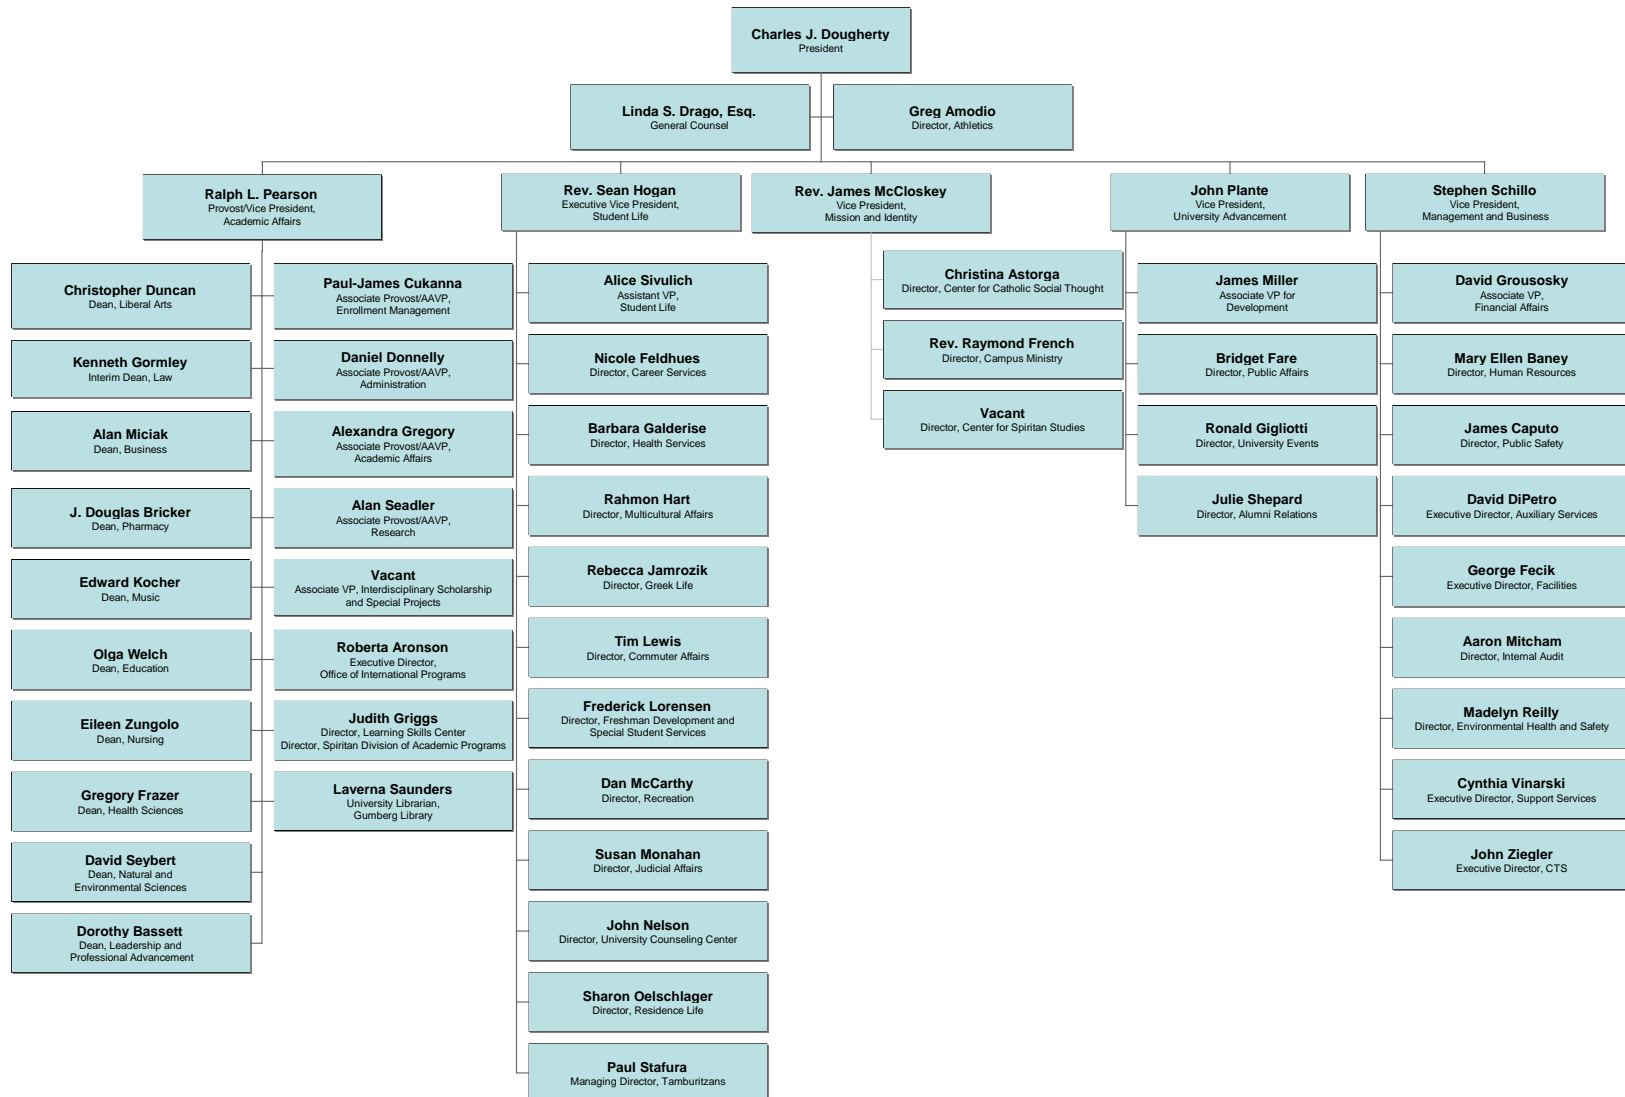 Charles J. Dougherty
President
Linda S. Drago, Esq.
General Counsel
Greg Amodio
Director, Athletics
Ralph L. Pearson
Provost/Vice President,
Academic Affairs
Rev. Sean Hogan
Executive Vice President,
Student Life
Rev. James McCloskey
Vice President,
Mission and Identity
John Plante
Vice President,
University Advancement
Stephen Schillo
Vice President,
Management and Business
Christopher Duncan
Dean, Liberal Arts
Kenneth Gormley
Interim Dean, Law
Alan Miciak
Dean, Business
J. Douglas Bricker
Dean, Pharmacy
Edward Kocher
Dean, Music
Olga Welch
Dean, Education
Eileen Zungolo
Dean, Nursing
Gregory Frazer
Dean, Health Sciences
David Seybert
Dean, Natural and
Environmental Sciences
Dorothy Bassett
Dean, Leadership and
Professional Advancement
Paul-James Cukanna
Associate Provost/AAVP,
Enrollment Management
Daniel Donnelly
Associate Provost/AAVP,
Administration
Alexandra Gregory
Associate Provost/AAVP,
Academic Affairs
Alan Seadler
Associate Provost/AAVP,
Research
Vacant
Associate VP, Interdisciplinary Scholarship
and Special Projects
Roberta Aronson
Executive Director,
Office of International Programs
Judith Griggs
Director, Learning Skills Center
Director, Spiritan Division of Academic Programs
Laverna Saunders
University Librarian,
Gumberg Library
Alice Sivulich
Assistant VP,
Student Life
Nicole Feldhues
Director, Career Services
Barbara Galderise
Director, Health Services
Rahmon Hart
Director, Multicultural Affairs
Rebecca Jamrozik
Director, Greek Life
Tim Lewis
Director, Commuter Affairs
Frederick Lorensen
Director, Freshman Development and
Special Student Services
Dan McCarthy
Director, Recreation
Susan Monahan
Director, Judicial Affairs
John Nelson
Director, University Counseling Center
Sharon Oelschlager
Director, Residence Life
Paul Stafura
Managing Director, Tamburitzans
Christina Astorga
Director, Center for Catholic Social Thought
Rev. Raymond French
Director, Campus Ministry
Vacant
Director, Center for Spiritan Studies
James Miller
Associate VP for
Development
Bridget Fare
Director, Public Affairs
Ronald Gigliotti
Director, University Events
Julie Shepard
Director, Alumni Relations
David Grousosky
Associate VP,
Financial Affairs
Mary Ellen Baney
Director, Human Resources
James Caputo
Director, Public Safety
David DiPetro
Executive Director, Auxiliary Services
George Fecik
Executive Director, Facilities
Aaron Mitcham
Director, Internal Audit
Madelyn Reilly
Director, Environmental Health and Safety
Cynthia Vinarski
Executive Director, Support Services
John Ziegler
Executive Director, CTS